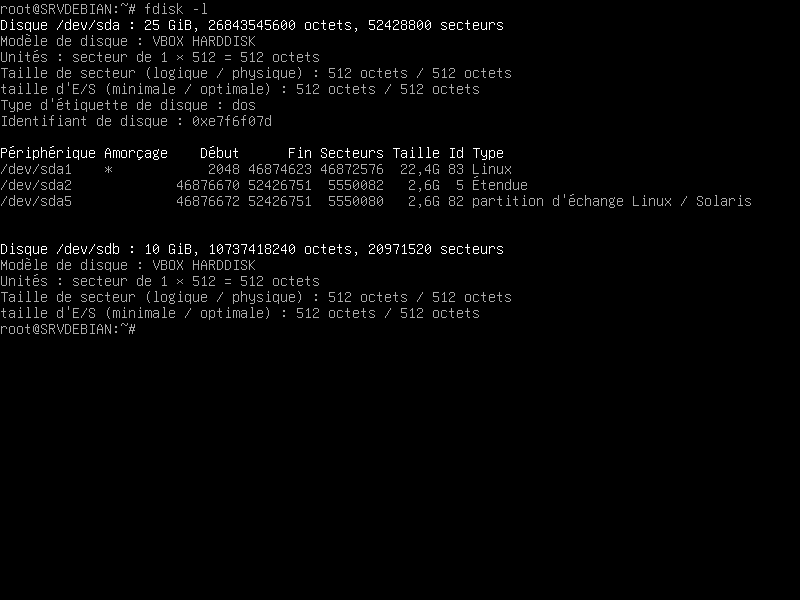 root@SRVDEBIAN:~# fdisk -l
Disque /dev/sda : 25 GiB, 26843545600 octets, 52428800 secteurs
Modèle de disque : VBOX HARDDISK
Unités : secteur de 1 × 512 = 512 octets
Taille de secteur (logique / physique) : 512 octets / 512 octets
taille d'E/S (minimale / optimale) : 512 octets / 512 octets
Type d'étiquette de disque : dos
Identifiant de disque : 0xe7f6f07d
Périphérique Amorçage    Début      Fin Secteurs Taille Id Type
/dev/sda1    *            2048 46874623 46872576  22,4G 83 Linux
/dev/sda2             46876670 52426751  5550082   2,6G  5 Étendue
/dev/sda5             46876672 52426751  5550080   2,6G 82 partition d'échange Linux / Solaris
Disque /dev/sdb : 10 GiB, 10737418240 octets, 20971520 secteurs
Modèle de disque : VBOX HARDDISK
Unités : secteur de 1 × 512 = 512 octets
Taille de secteur (logique / physique) : 512 octets / 512 octets
taille d'E/S (minimale / optimale) : 512 octets / 512 octets
root@SRVDEBIAN:~#